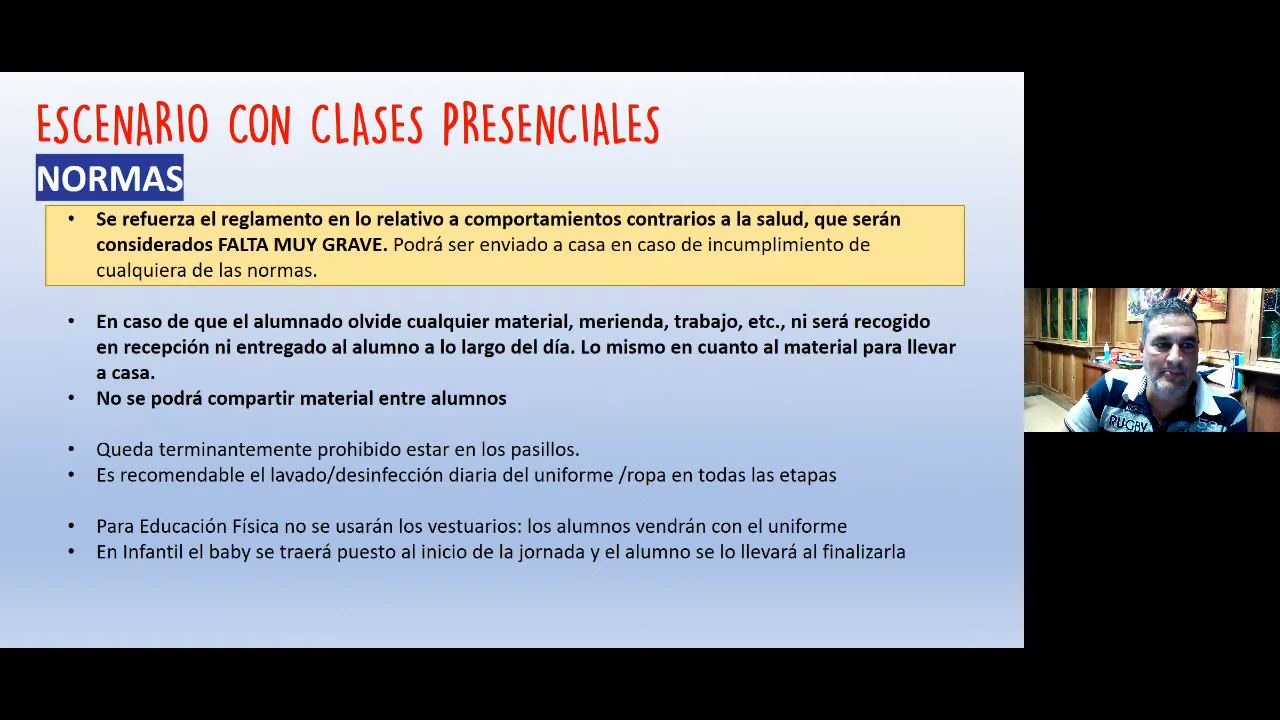 ESCENARIO CON CLASES PRESENCIALES
NORMAS
• Se refuerza el reglamento en lo relativo a comportamientos contrarios a la salud, que serán
considerados FALTA MUY GRAVE. Podrá ser enviado a casa en caso de incumplimiento de
cualquiera de las normas.
• En caso de que el alumnado olvide cualquier material, merienda, trabajo, etc., ni será recogido
en recepción ni entregado al alumno a lo largo del día. Lo mismo en cuanto al material para llevar
a casa.
• No se podrá compartir material entre alumnos
• Queda terminantemente prohibido estar en los pasillos.
• Es recomendable el lavado/desinfección diaria del uniforme /ropa en todas las etapas
• Para Educación Física no se usarán los vestuarios: los alumnos vendrán con el uniforme
• En Infantil el baby se traerá puesto al inicio de la jornada y el alumno se lo llevará al finalizarla
RUGBY